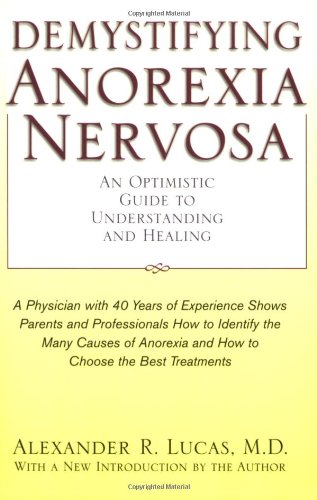 DEMYSTIFYING
ANOREXIA
NERVOSA
AN OPTIMISTIC
GUIDE TO
UNDERSTANDING
AND HEALING
A Physician with 40 Years of Experience Shows
Parents and Professionals How to Identify the
Many Causes of Anorexia and How to
Choose the Best Treatments
ALEXANDER R. LUCAS, M.D.
WITH A NEW INTRODUCTION BY THE AUTHOR